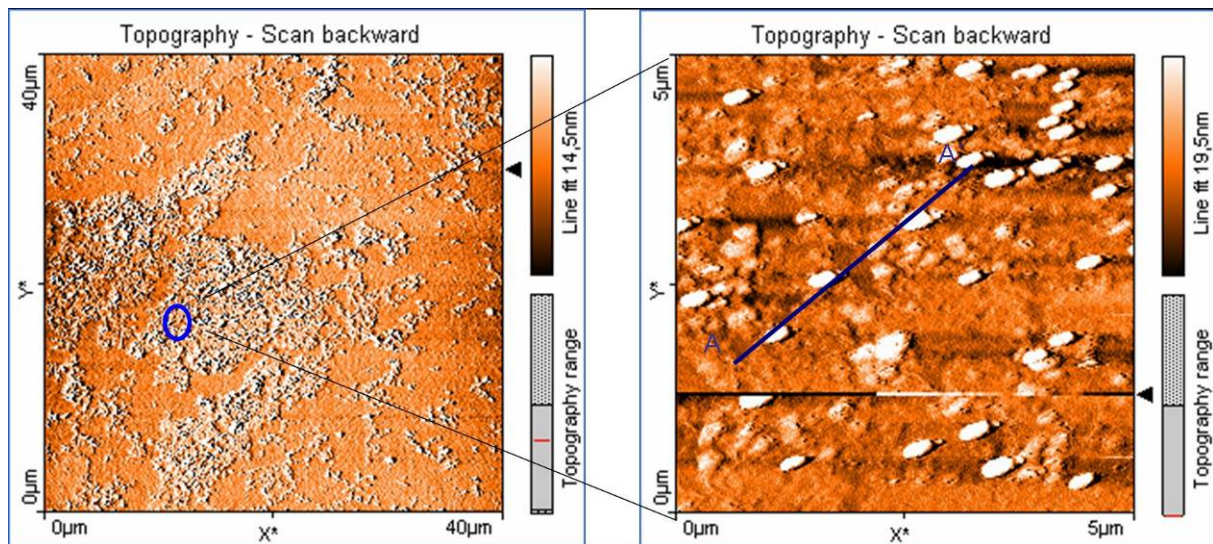 Topography - Scan backward
40µm
Y*
0µm
0µm
X*
40µm
Line fit 14,5nm
Topography range
Topography - Scan backward
5µm
Y*
0µm
0µm
X*
5µm
A
A
Line fit 19,5nm
Topography range